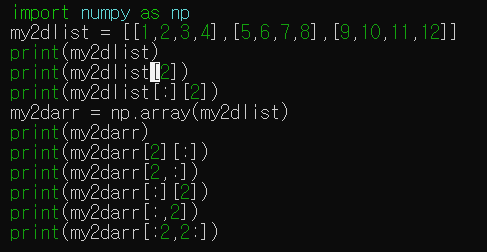 import numpy as np
my2dlist = [[1,2,3,4],[5,6,7,8],[9,10,11,12]]
print(my2dlist)
print(my2dlist[2])
print(my2dlist[:][2])
my2darr = np.array(my2dlist)
print(my2darr)
print(my2darr[2][:])
print(my2darr[2,:])
print(my2darr[:][2])
print(my2darr[:,2])
print(my2darr[:2,2:])